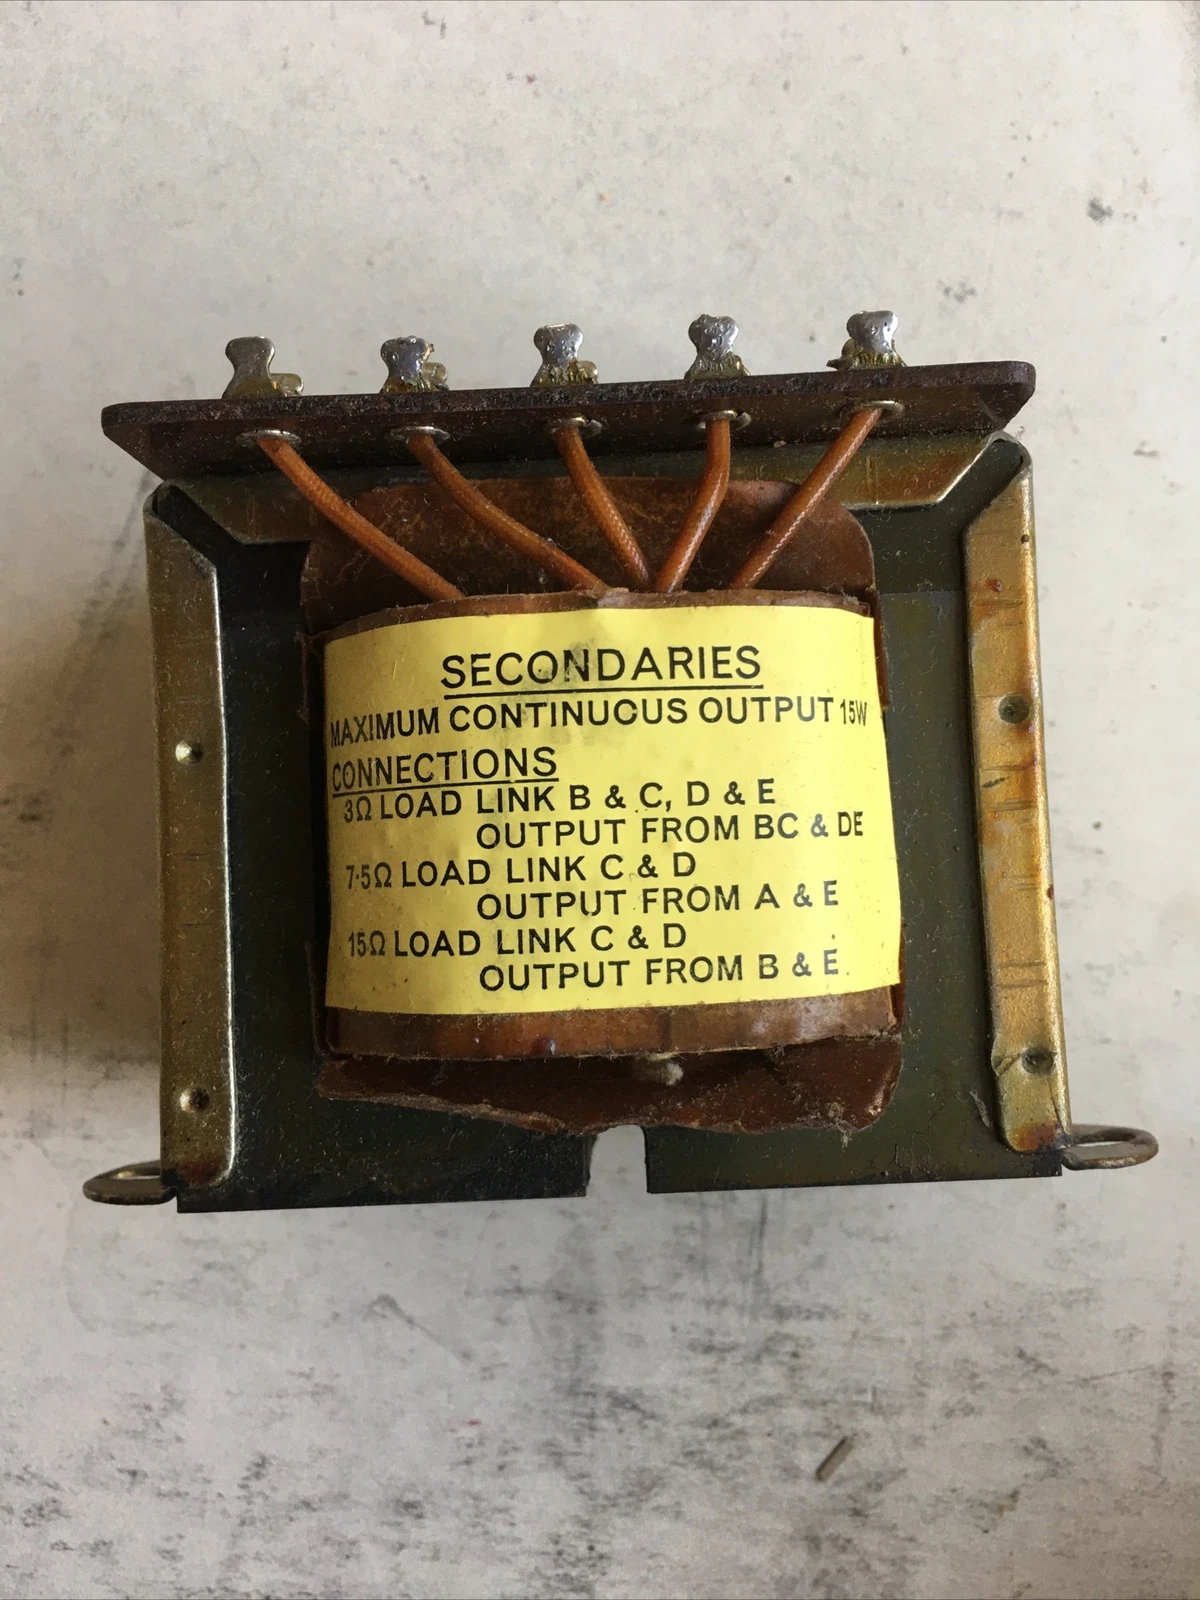 SECONDARIES
MAXIMUM CONTINUOUS OUTPUT 15W
CONNECTIONS
3Ω LOAD LINK B & C, D & E
OUTPUT FROM BC & DE
7·5Ω LOAD LINK C & D
OUTPUT FROM A & E
15Ω LOAD LINK C & D
OUTPUT FROM B & E